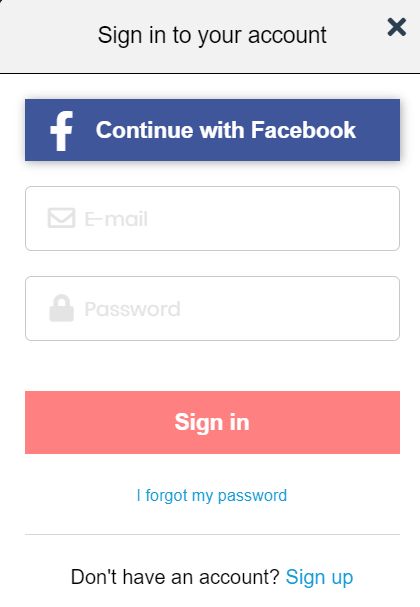 Sign in to your account
Continue with Facebook
E-mail
Password
Sign in
I forgot my password
Don't have an account? Sign up